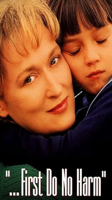 "...First Do No Harm"